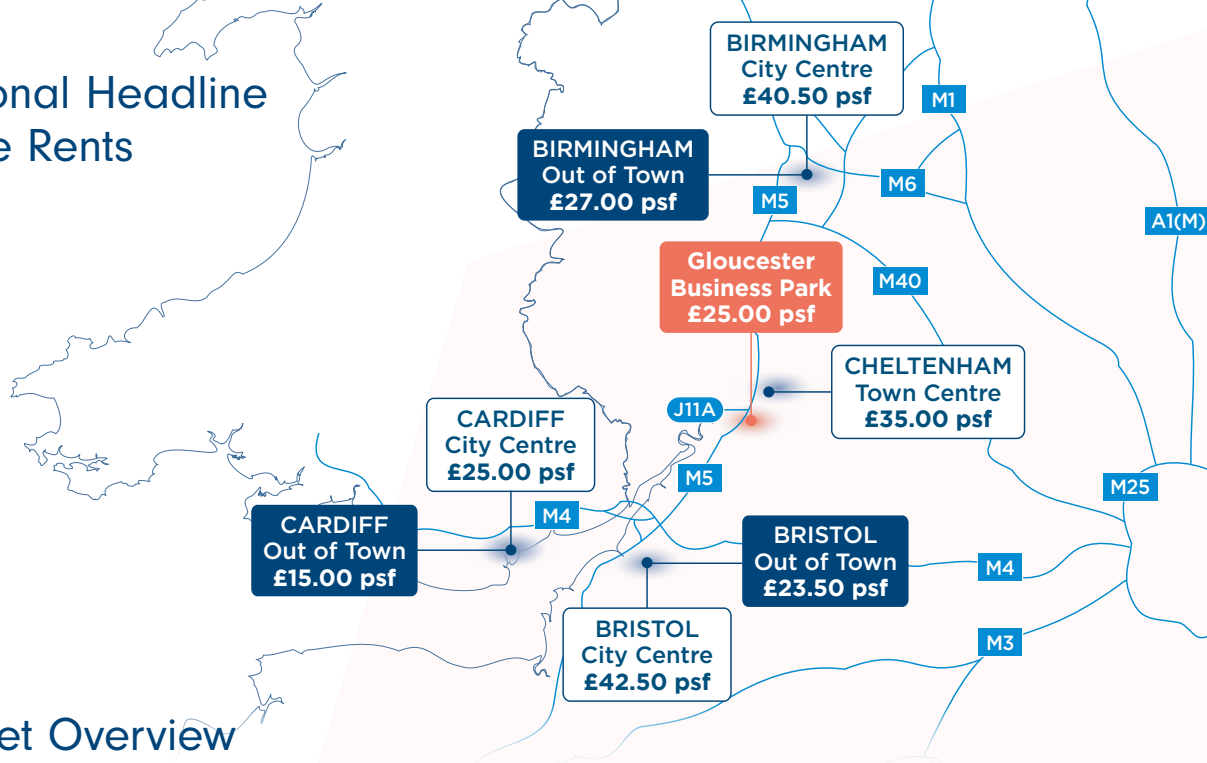 onal Headline
e Rents
BIRMINGHAM
City Centre
£40.50 psf
M1
BIRMINGHAM
Out of Town
£27.00 psf
M6
M5
A1(M)
Gloucester
Business Park
£25.00 psf
M40
CHELTENHAM
Town Centre
£35.00 psf
J11A
CARDIFF
City Centre
£25.00 psf
M5
M25
M4
CARDIFF
Out of Town
£15.00 psf
BRISTOL
Out of Town
£23.50 psf
M4
BRISTOL
City Centre
£42.50 psf
M3
et Overview